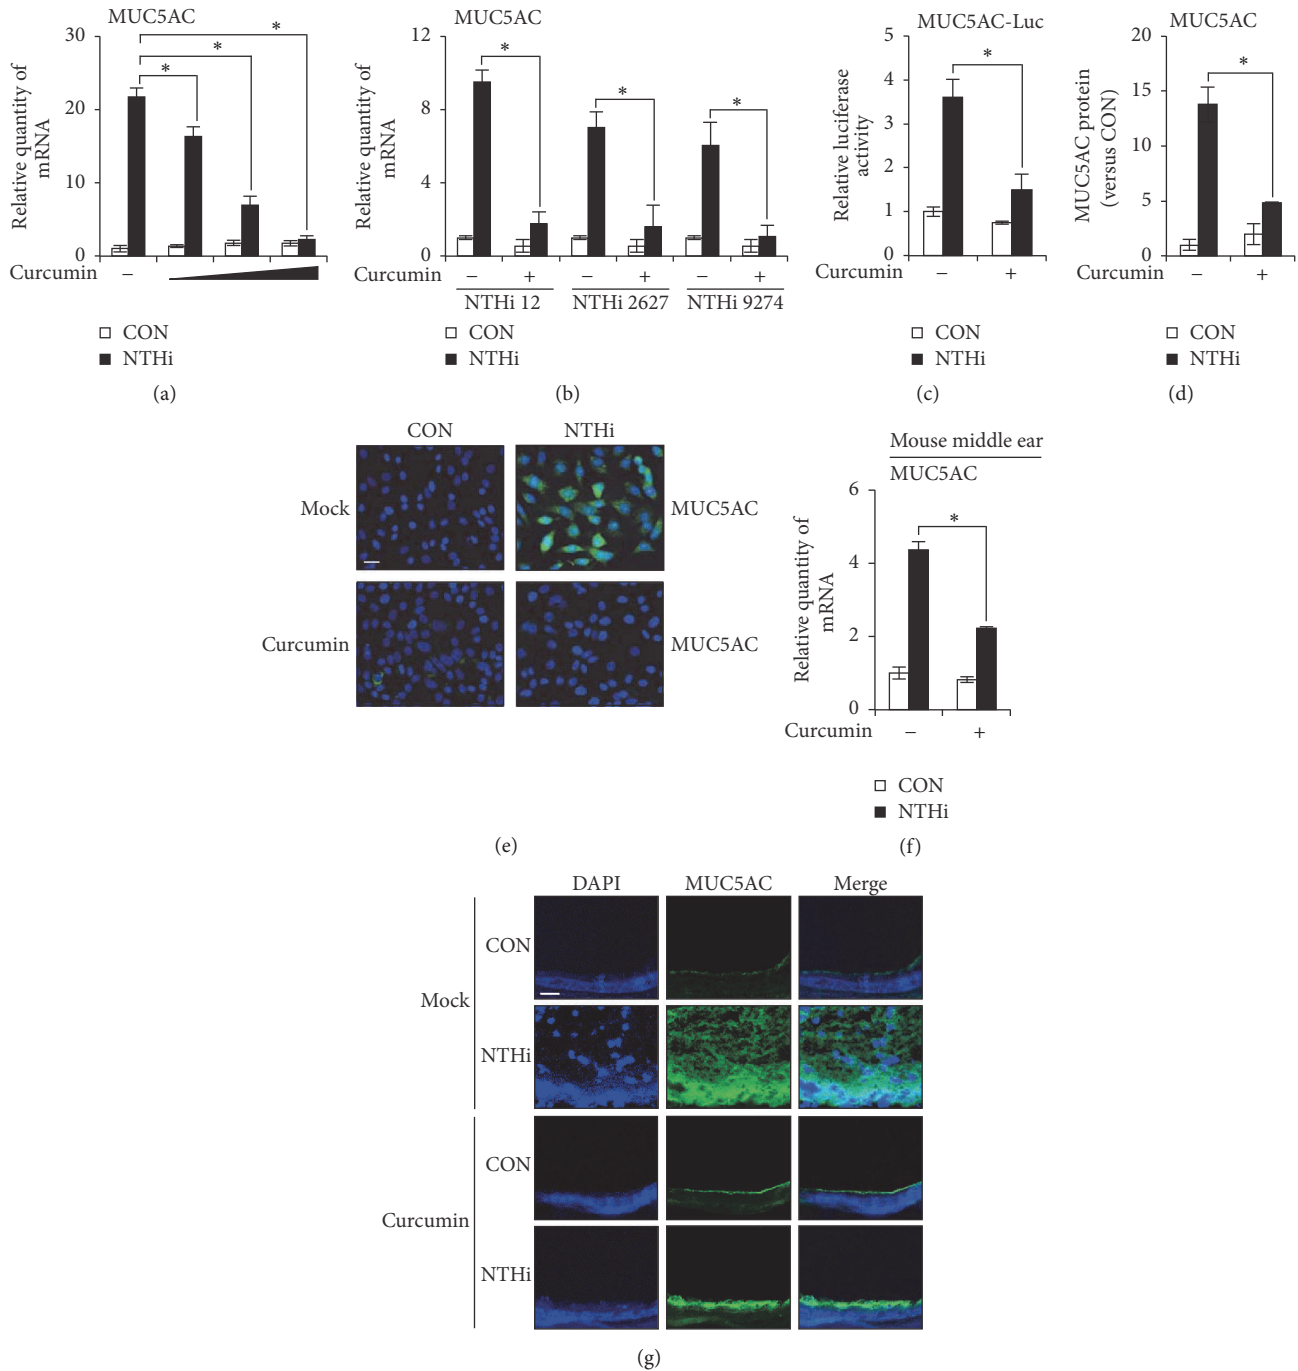 MUC5AC
Relative quantity of
mRNA
30
20
10
0
* * *
Curcumin −
CON
NTHi
(a)
MUC5AC
Relative quantity of
mRNA
12
8
4
0
* * *
Curcumin − + − + − +
NTHi 12 NTHi 2627 NTHi 9274
CON
NTHi
(b)
MUC5AC-Luc
Relative luciferase
activity
5
4
3
2
1
0
*
Curcumin − +
CON
NTHi
(c)
MUC5AC
MUC5AC protein
(versus CON)
20
15
10
5
0
*
Curcumin − +
CON
NTHi
(d)
CON NTHi
Mock MUC5AC
Curcumin MUC5AC
(e)
Mouse middle ear
MUC5AC
Relative quantity of
mRNA
6
4
2
0
*
Curcumin − +
CON
NTHi
(f)
DAPI MUC5AC Merge
Mock
CON
NTHi
Curcumin
CON
NTHi
(g)